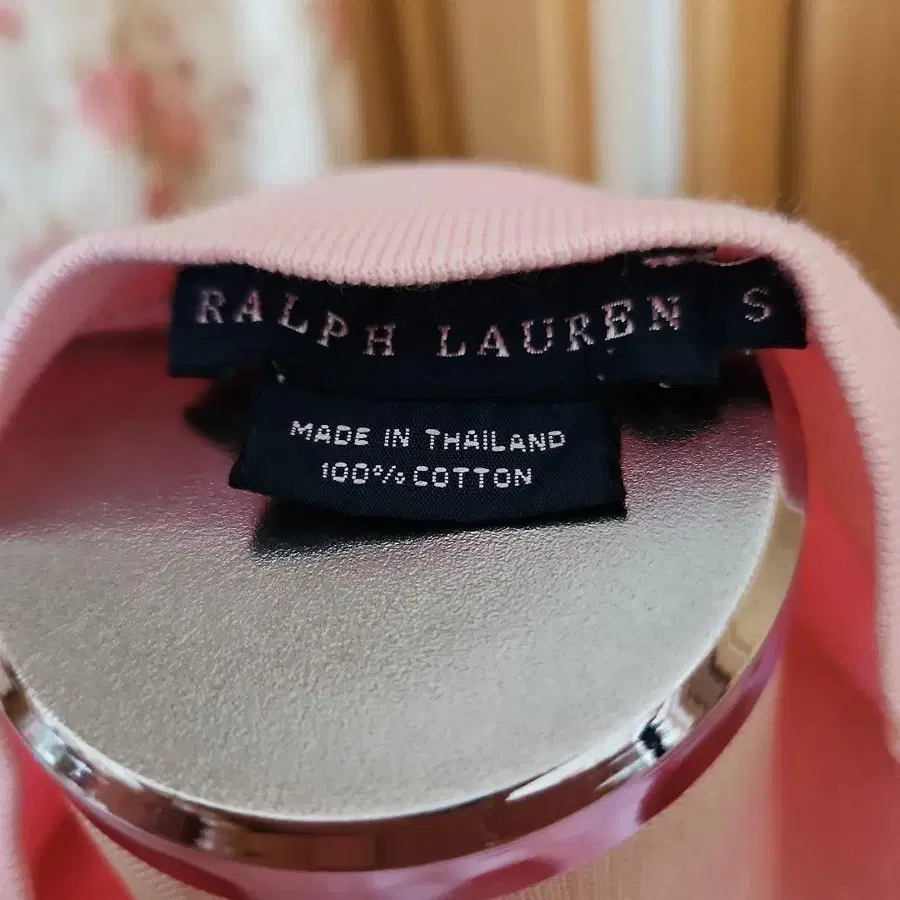 RALPH LAUREN S
MADE IN THAILAND
100% COTTON